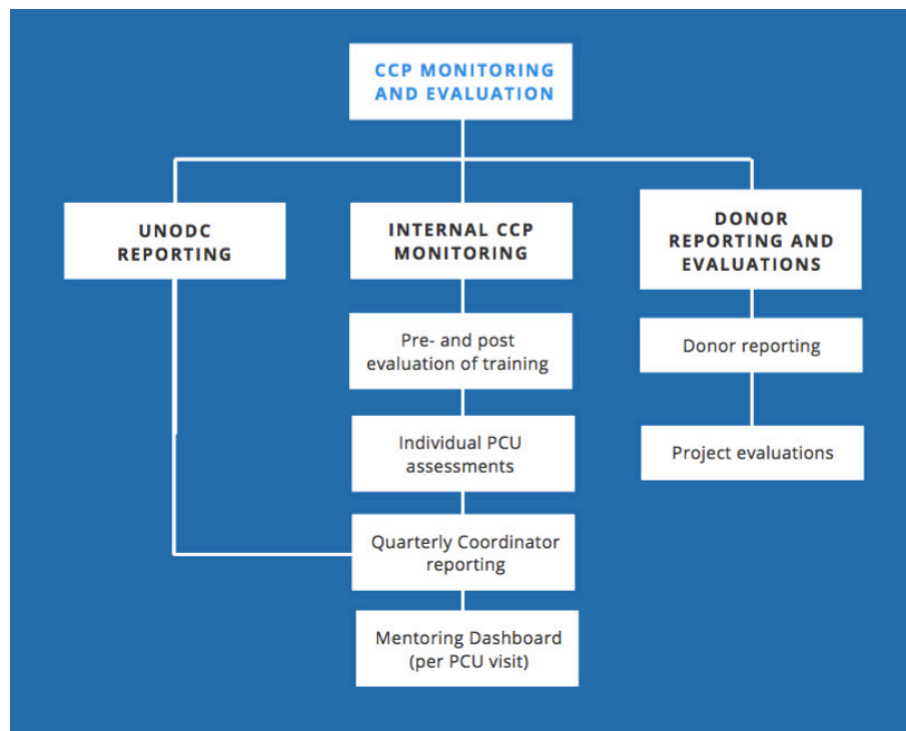 CCP MONITORING
AND EVALUATION
UNODC
REPORTING
INTERNAL CCP
MONITORING
DONOR
REPORTING AND
EVALUATIONS
Pre- and post
evaluation of training
Donor reporting
Individual PCU
assessments
Project evaluations
Quarterly Coordinator
reporting
Mentoring Dashboard
(per PCU visit)